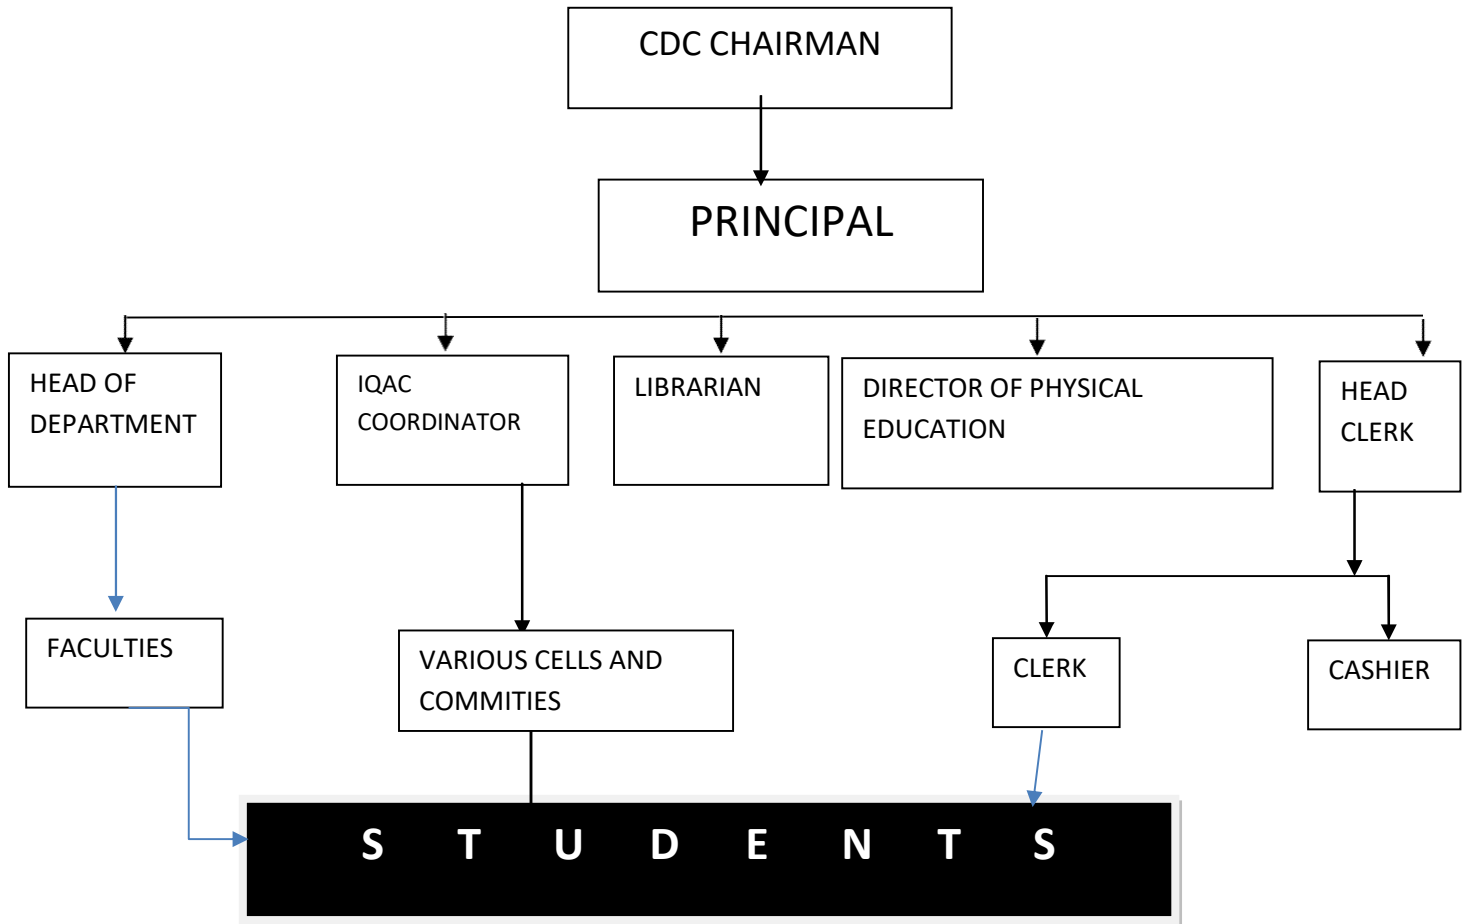 CDC CHAIRMAN
PRINCIPAL
HEAD OF
DEPARTMENT
IQAC
COORDINATOR
LIBRARIAN
DIRECTOR OF PHYSICAL
EDUCATION
HEAD
CLERK
FACULTIES
VARIOUS CELLS AND
COMMITIES
CLERK
CASHIER
S T U D E N T S